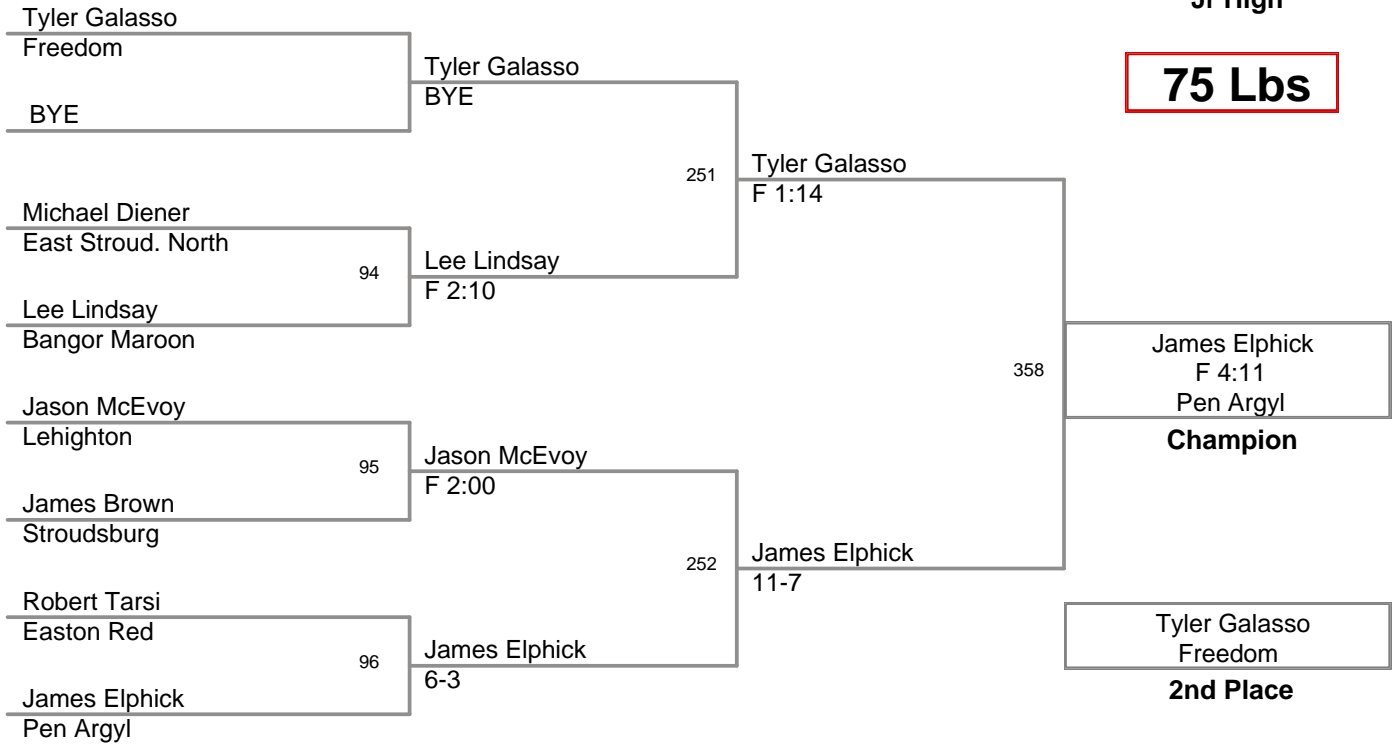 Jr High
75 Lbs
Tyler Galasso
Freedom
BYE
Michael Diener
East Stroud. North
94
Lee Lindsay
Bangor Maroon
Jason McEvoy
Lehighton
95
James Brown
Stroudsburg
Robert Tarsi
Easton Red
96
James Elphick
Pen Argyl
Tyler Galasso
BYE
251
Lee Lindsay
F 2:10
Jason McEvoy
F 2:00
252
James Elphick
6-3
Tyler Galasso
F 1:14
358
James Elphick
11-7
James Elphick
F 4:11
Pen Argyl
Champion
Tyler Galasso
Freedom
2nd Place